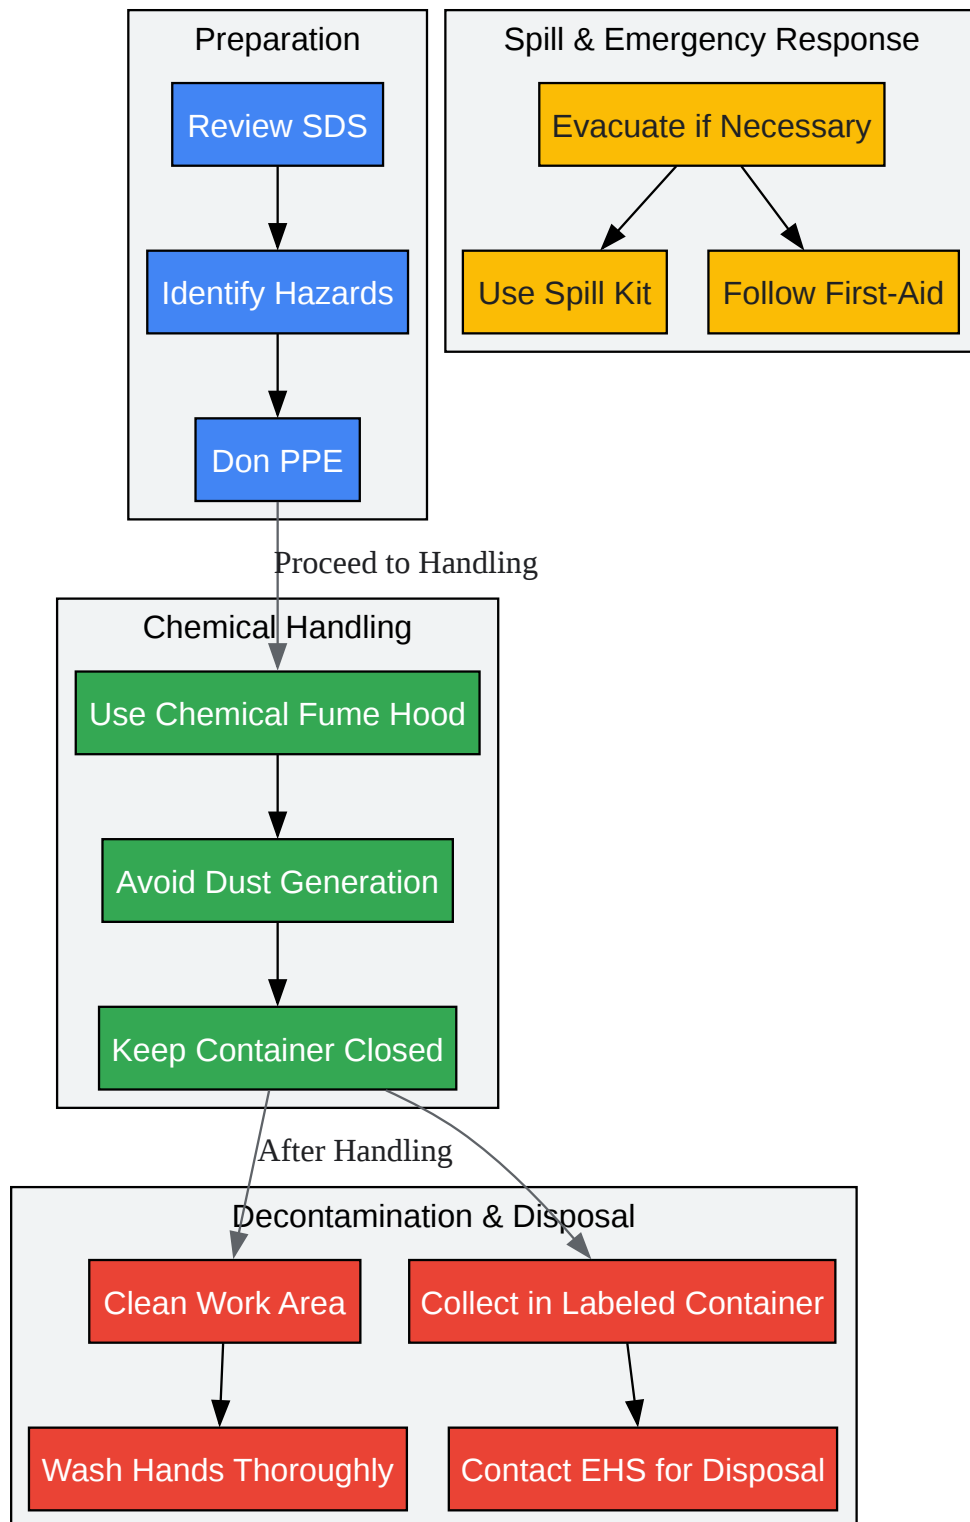 Preparation
Review SDS
Identify Hazards
Don PPE
Spill & Emergency Response
Evacuate if Necessary
Use Spill Kit
Follow First-Aid
Proceed to Handling
Chemical Handling
Use Chemical Fume Hood
Avoid Dust Generation
Keep Container Closed
After Handling
Decontamination & Disposal
Clean Work Area
Collect in Labeled Container
Wash Hands Thoroughly
Contact EHS for Disposal